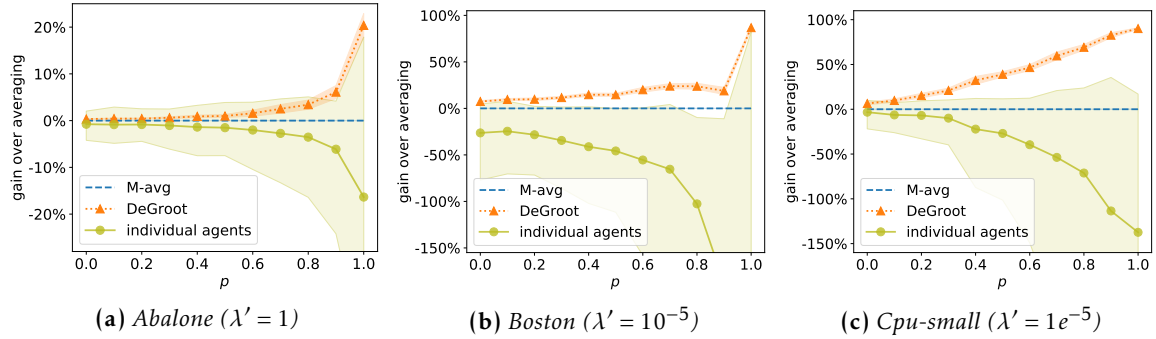 gain over averaging
20%
10%
0%
-10%
-20%
M-avg
DeGroot
individual agents
0.0 0.2 0.4 0.6 0.8 1.0
p
(a) Abalone (λ′ = 1)
gain over averaging
100%
50%
0%
-50%
-100%
-150%
M-avg
DeGroot
individual agents
0.0 0.2 0.4 0.6 0.8 1.0
p
(b) Boston (λ′ = 10⁻⁵)
gain over averaging
100%
50%
0%
-50%
-100%
-150%
M-avg
DeGroot
individual agents
0.0 0.2 0.4 0.6 0.8 1.0
p
(c) Cpu-small (λ′ = 1e⁻⁵)